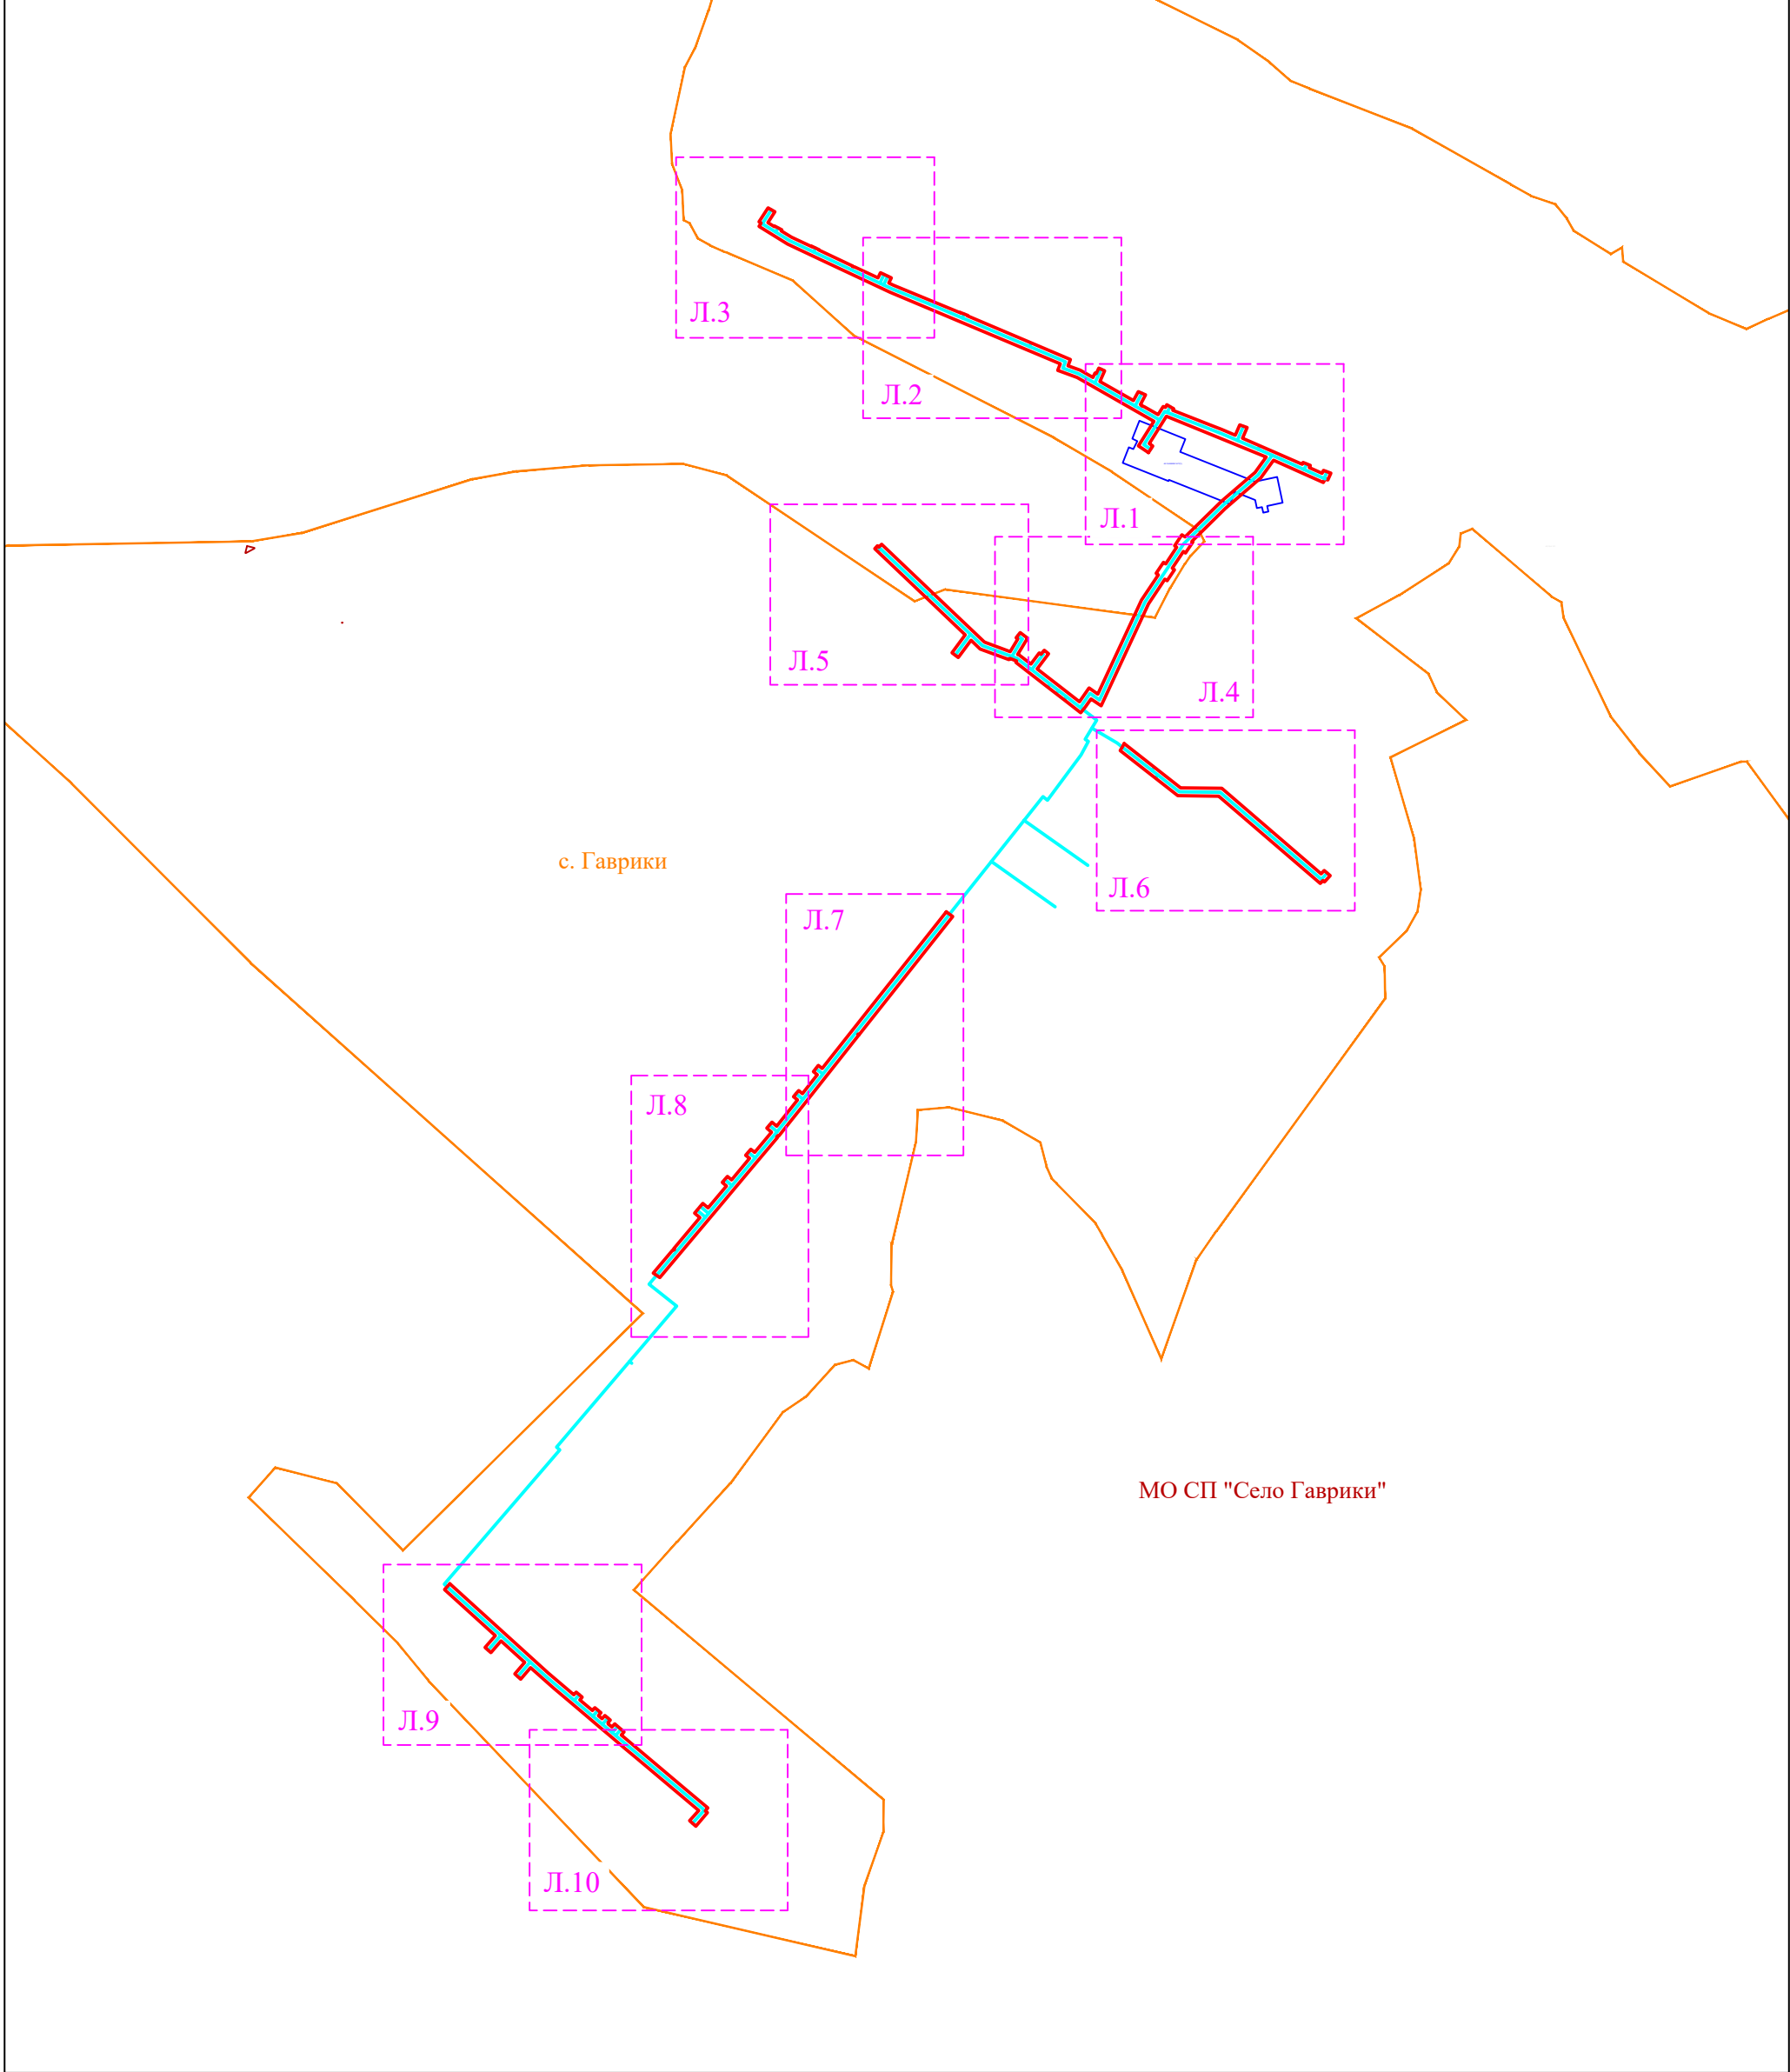 Л.3
Л.2
Л.1
Л.5
Л.4
с. Гаврики
Л.6
Л.7
Л.8
МО СП "Село Гаврики"
Л.9
Л.10